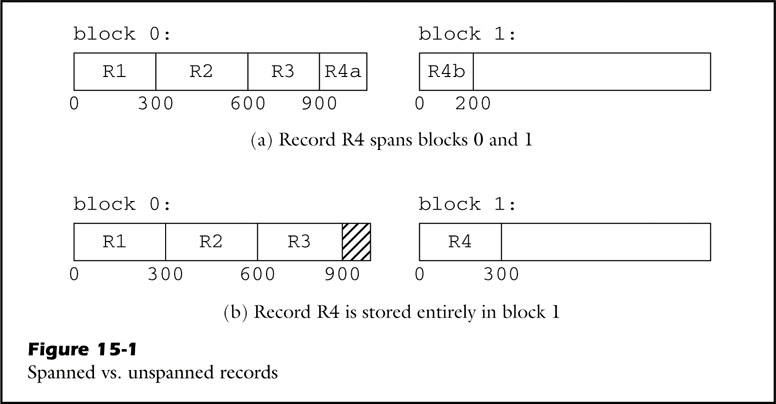 block 0: block 1:
R1 R2 R3 R4a R4b
0 300 600 900 0 200
(a) Record R4 spans blocks 0 and 1
block 0: block 1:
R1 R2 R3 R4
0 300 600 900 0 300
(b) Record R4 is stored entirely in block 1
Figure 15-1
Spanned vs. unspanned records